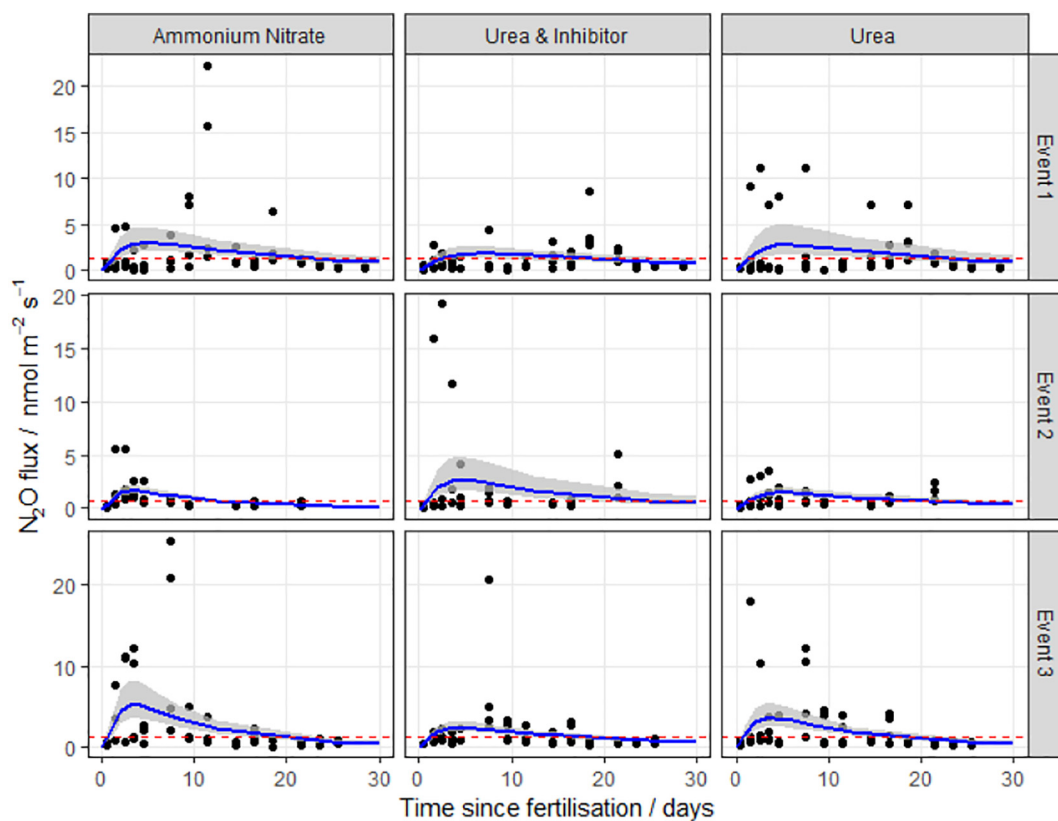 Ammonium Nitrate
Urea & Inhibitor
Urea
N₂O flux / nmol m⁻² s⁻¹
20
15
10
5
0
Event 1
20
15
10
5
0
Event 2
20
10
0
Event 3
0 10 20 30
0 10 20 30
0 10 20 30
Time since fertilisation / days